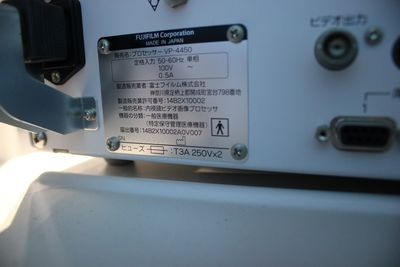 FUJIFILM Corporation
MADE IN JAPAN
販売名:プロセッサー VP-4450
定格入力 50-60Hz 単相
100V~
0.5A
製造販売業者:富士フイルム株式会社
神奈川県足柄上郡開成町宮台798番地
製造販売業許可番号:14B2X10002
一般的名称:内視鏡ビデオ画像プロセッサ
機器の分類:一般医療機器
(特定保守管理医療機器)
届出番号:14B2X10002A0V007
SN
ヒューズ :T3A 250V×2
ビデオ出力